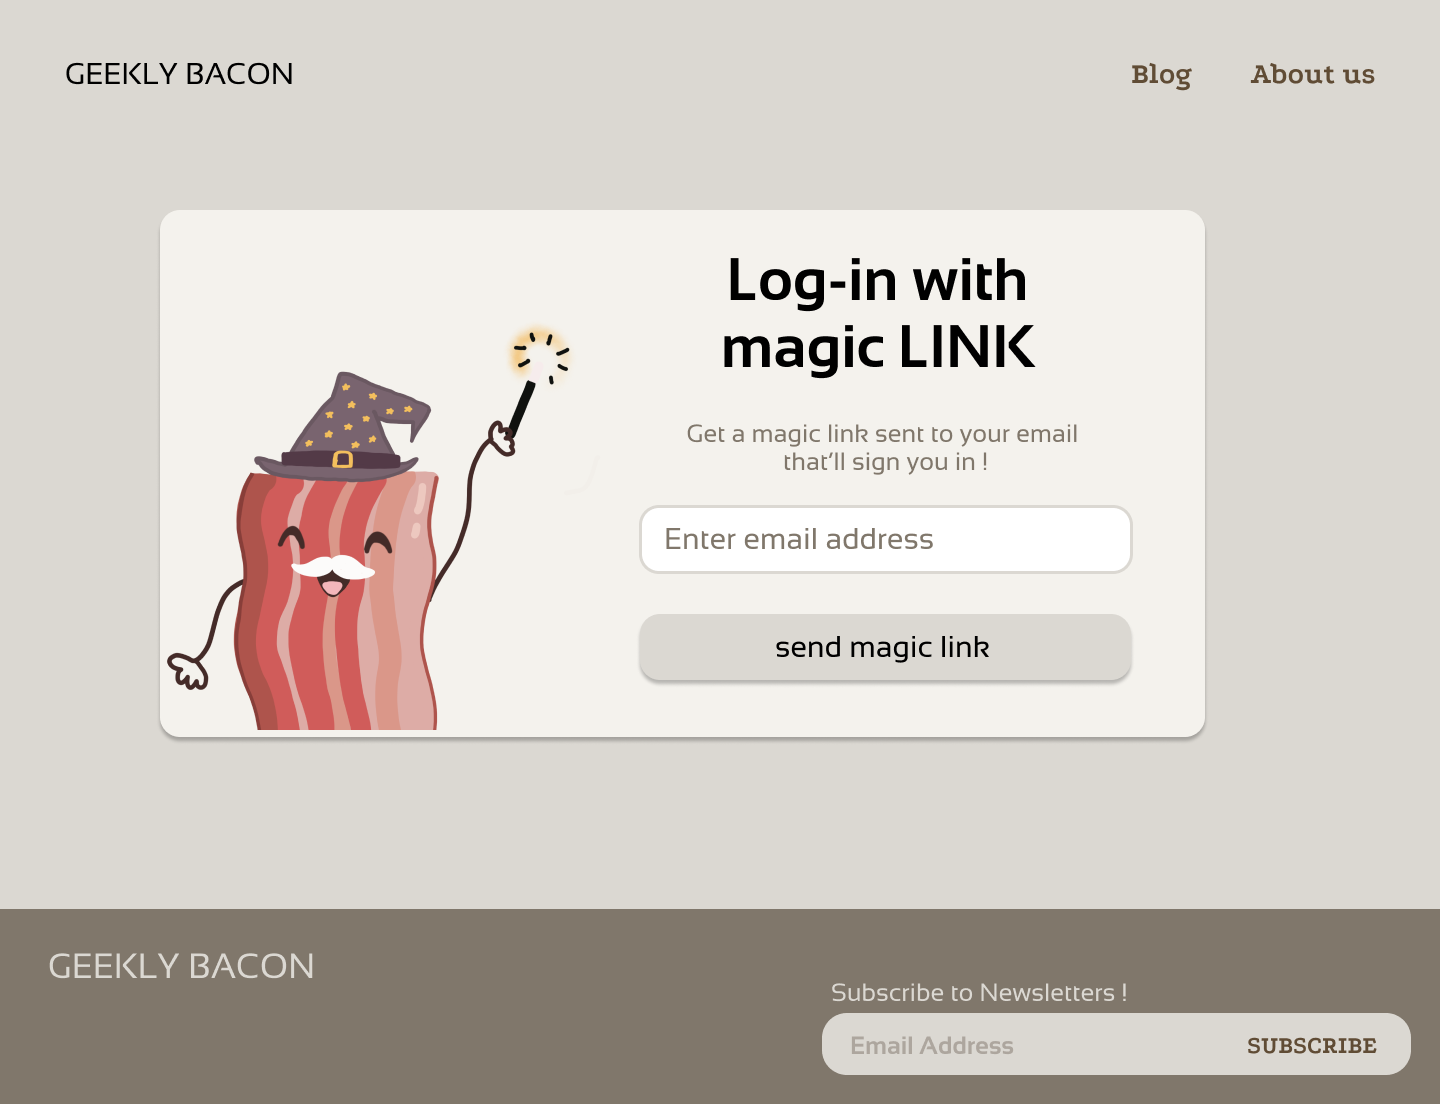 GEEKLY BACON
Blog
About us
Log-in with
magic LINK
Get a magic link sent to your email
that’ll sign you in !
Enter email address
send magic link
GEEKLY BACON
Subscribe to Newsletters !
Email Address
SUBSCRIBE